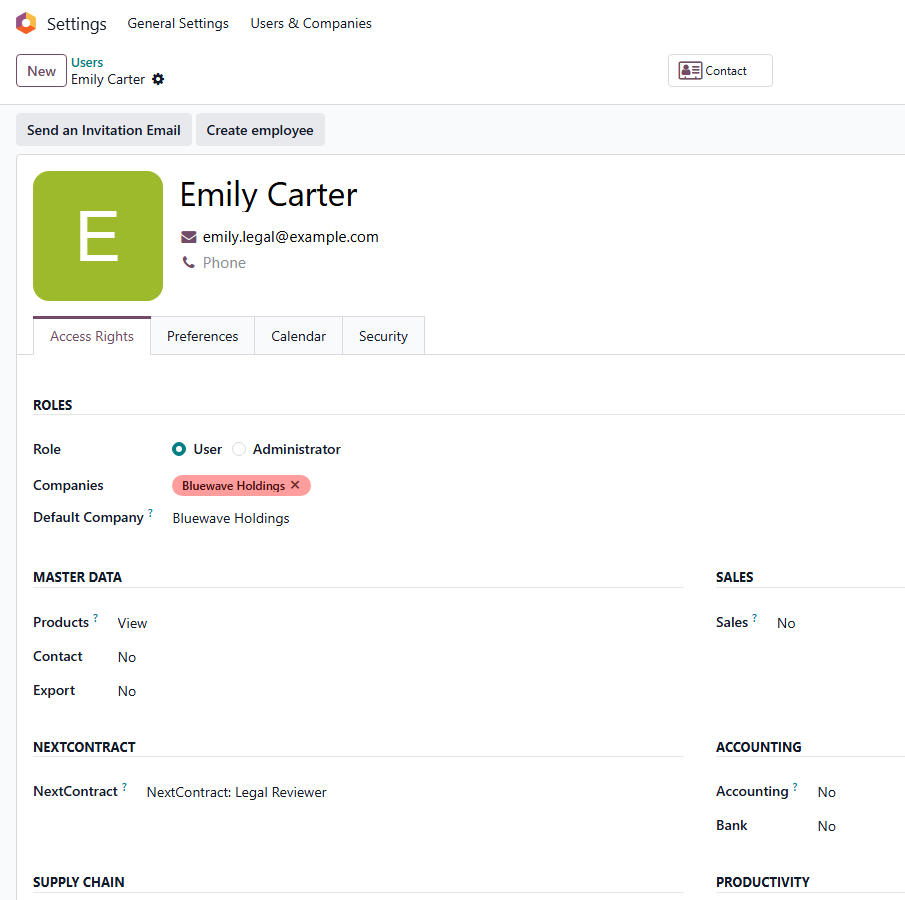 Settings General Settings Users & Companies
New Users
Emily Carter
Contact
Send an Invitation Email Create employee
E
Emily Carter
emily.legal@example.com
Phone
Access Rights Preferences Calendar Security
ROLES
Role User Administrator
Companies Bluewave Holdings ✕
Default Company ? Bluewave Holdings
MASTER DATA
Products ? View
Contact No
Export No
SALES
Sales ? No
NEXTCONTRACT
NextContract ? NextContract: Legal Reviewer
ACCOUNTING
Accounting ? No
Bank No
SUPPLY CHAIN
PRODUCTIVITY